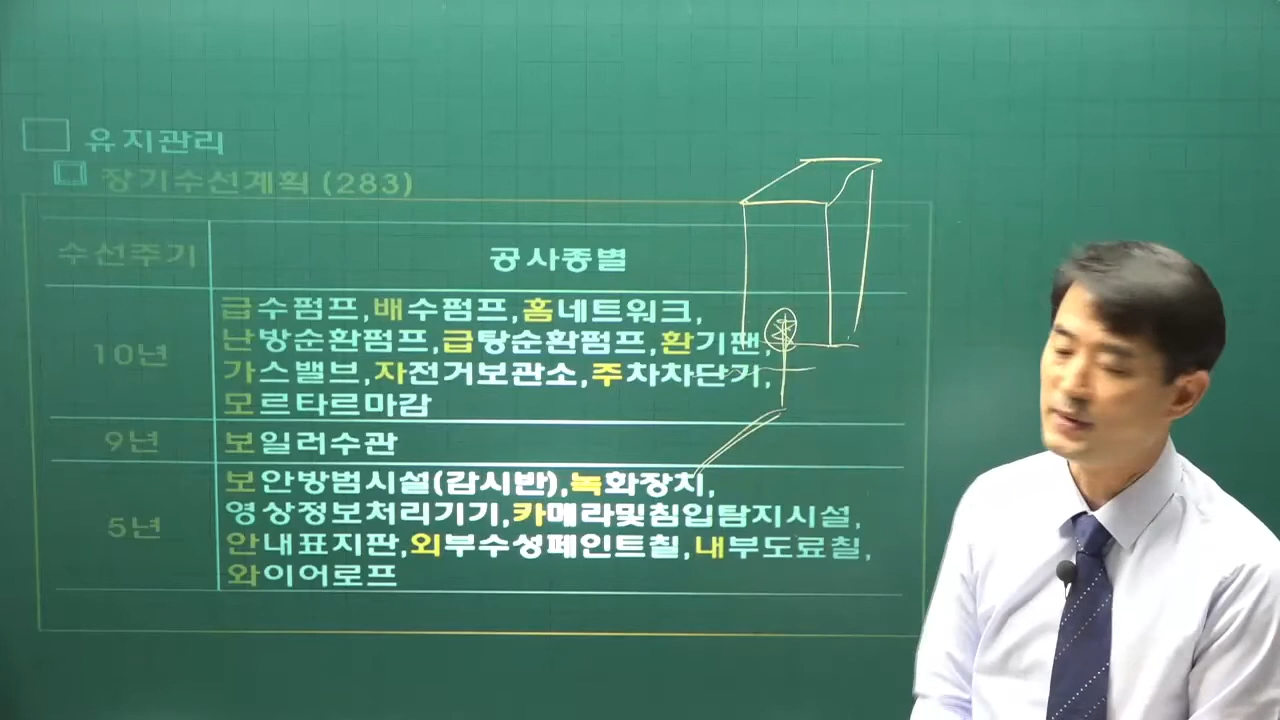 유지관리
장기수선계획 (283)
수선주기 공사종별
급수펌프,배수펌프,홈네트워크,
난방순환펌프,급탕순환펌프,환기팬,
10년
가스밸브,자전거보관소,주차차단기,
모르타르마감
9년 보일러수관
보안방범시설(감시반),녹화장치,
영상정보처리기기,카메라및침입탐지시설,
5년
안내표지판,외부수성페인트칠,내부도료칠,
와이어로프